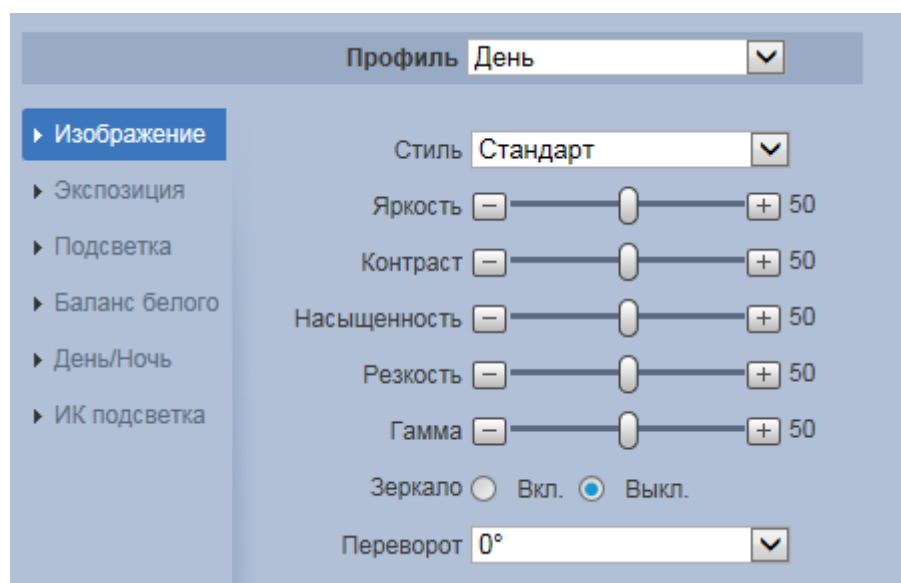 Профиль День
Изображение
Экспозиция
Подсветка
Баланс белого
День/Ночь
ИК подсветка
Стиль Стандарт
Яркость 50
Контраст 50
Насыщенность 50
Резкость 50
Гамма 50
Зеркало Вкл. Выкл.
Переворот 0°